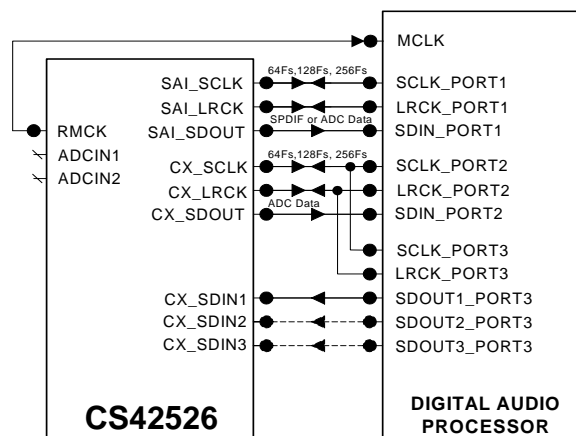 MCLK
64Fs,128Fs, 256Fs
SAI_SCLK
SCLK_PORT1
SAI_LRCK
LRCK_PORT1
SPDIF or ADC Data
RMCK
SAI_SDOUT
SDIN_PORT1
ADCIN1
64Fs,128Fs, 256Fs
CX_SCLK
SCLK_PORT2
ADCIN2
CX_LRCK
LRCK_PORT2
ADC Data
CX_SDOUT
SDIN_PORT2
SCLK_PORT3
LRCK_PORT3
CX_SDIN1
SDOUT1_PORT3
CX_SDIN2
SDOUT2_PORT3
CX_SDIN3
SDOUT3_PORT3
CS42526
DIGITAL AUDIO
PROCESSOR